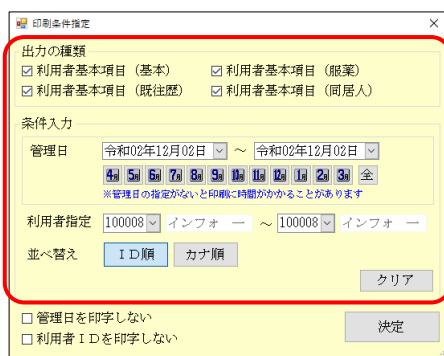 印刷条件指定
出力の種類
利用者基本項目（基本） 利用者基本項目（服薬）
利用者基本項目（既往歴） 利用者基本項目（同居人）
条件入力
管理日 令和02年12月02日 ～ 令和02年12月02日
4月 5月 6月 7月 8月 9月 10月 11月 12月 1月 2月 3月 全
※管理日の指定がないと印刷に時間がかかることがあります
利用者指定 100008 インフォ 一 ～ 100008 インフォ 一
並べ替え ＩＤ順 カナ順
クリア
管理日を印字しない
利用者ＩＤを印字しない
決定